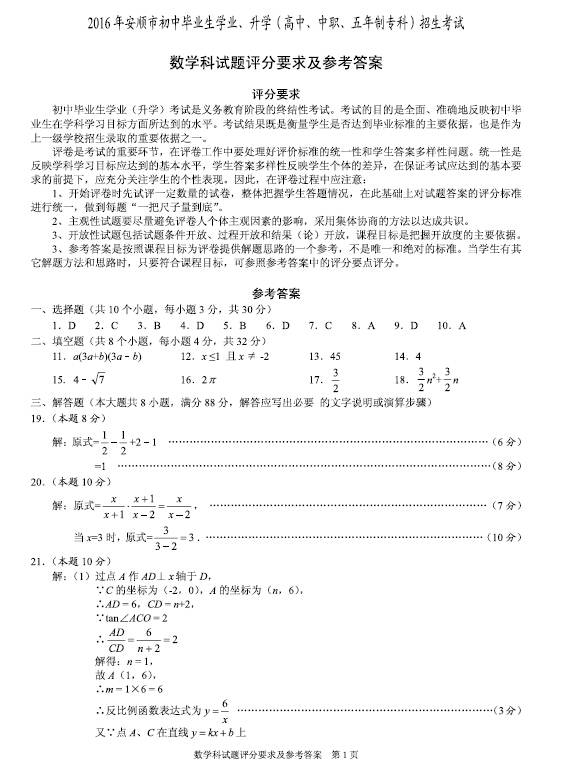 2016 年安顺市初中毕业生学业、升学（高中、中职、五年制专科）招生考试
数学科试题评分要求及参考答案
评分要求
初中毕业生学业（升学）考试是义务教育阶段的终结性考试。考试的目的是全面、准确地反映初中毕
业生在学科学习目标方面所达到的水平。考试结果既是衡量学生是否达到毕业标准的主要依据，也是作为
上一级学校招生录取的重要依据之一。
评卷是考试的重要环节，在评卷工作中要处理好评价标准的统一性和学生答案多样性问题。统一性是
反映学科学习目标应达到的基本水平，学生答案多样性反映学生个体的差异，在保证考试应达到的基本要
求的前提下，应充分关注学生的个性表现。因此，在评卷过程中应注意：
1、开始评卷时先试评一定数量的试卷，整体把握学生答题情况，在此基础上对试题答案的评分标准
进行统一，做到每题“一把尺子量到底”。
2、主观性试题要尽量避免评卷人个体主观因素的影响，采用集体协商的方法以达成共识。
3、开放性试题包括试题条件开放、过程开放和结果（论）开放，课程目标是把握开放度的主要依据。
3、参考答案是按照课程目标为评卷提供解题思路的一个参考，不是唯一和绝对的标准。当学生有其
它解题方法和思路时，只要符合课程目标，可参照参考答案中的评分要点评分。
参考答案
一、选择题（共 10 个小题，每小题 3 分，共 30 分）
1．D 2．C 3．B 4．D 5．B 6．D 7．C 8．A 9．D 10．A
二、填空题（共 8 个小题，每小题 4 分，共 32 分）
11．a(3a+b)(3a－b) 12．x ≤1 且 x ≠ -2 13．45 14．4
15．4－√7 16．2π 17．3/2 18．3/2 n²+3/2 n
三、解答题（本大题共 8 小题，满分 88 分，解答应写出必要 的文字说明或演算步骤）
19．（本题 8 分）
解：原式=1/2－1/2+2－1 ……………………（6 分）
=1 ……………………（8 分）
20．（本题 10 分）
解：原式=x/(x+1)·(x+1)/(x－2)=x/(x－2)， ……………………（7 分）
当 x=3 时，原式=3/(3－2)=3．……………………（10 分）
21．（本题 10 分）
解：（1）过点 A 作 AD⊥x 轴于 D，
∵C 的坐标为（-2，0），A 的坐标为（n，6），
∴AD = 6，CD = n+2，
∵tan∠ACO = 2
∴AD/CD=6/(n+2)=2
解得：n = 1，
故 A（1，6），
∴m = 1×6 = 6
∴反比例函数表达式为 y=6/x ……………………（3 分）
又∵点 A、C 在直线 y=kx+b 上
数学科试题评分要求及参考答案 第 1 页